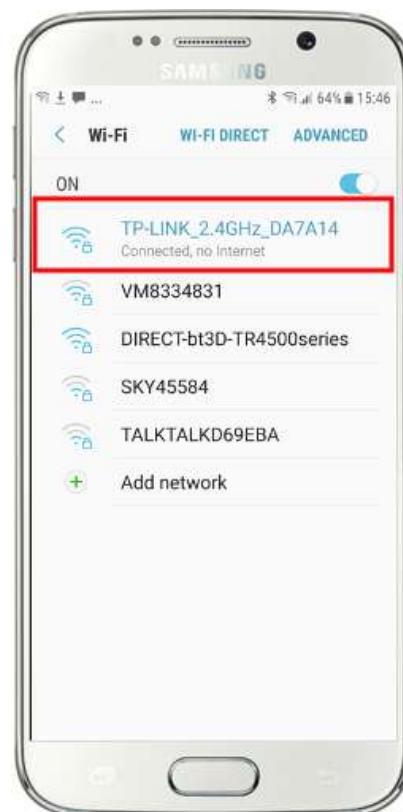 SAMSUNG
... 64% 15:46
< Wi-Fi WI-FI DIRECT ADVANCED
ON
TP-LINK_2.4GHz_DA7A14
Connected, no Internet
VM8334831
DIRECT-bt3D-TR4500series
SKY45584
TALKTALKD69EBA
+ Add network